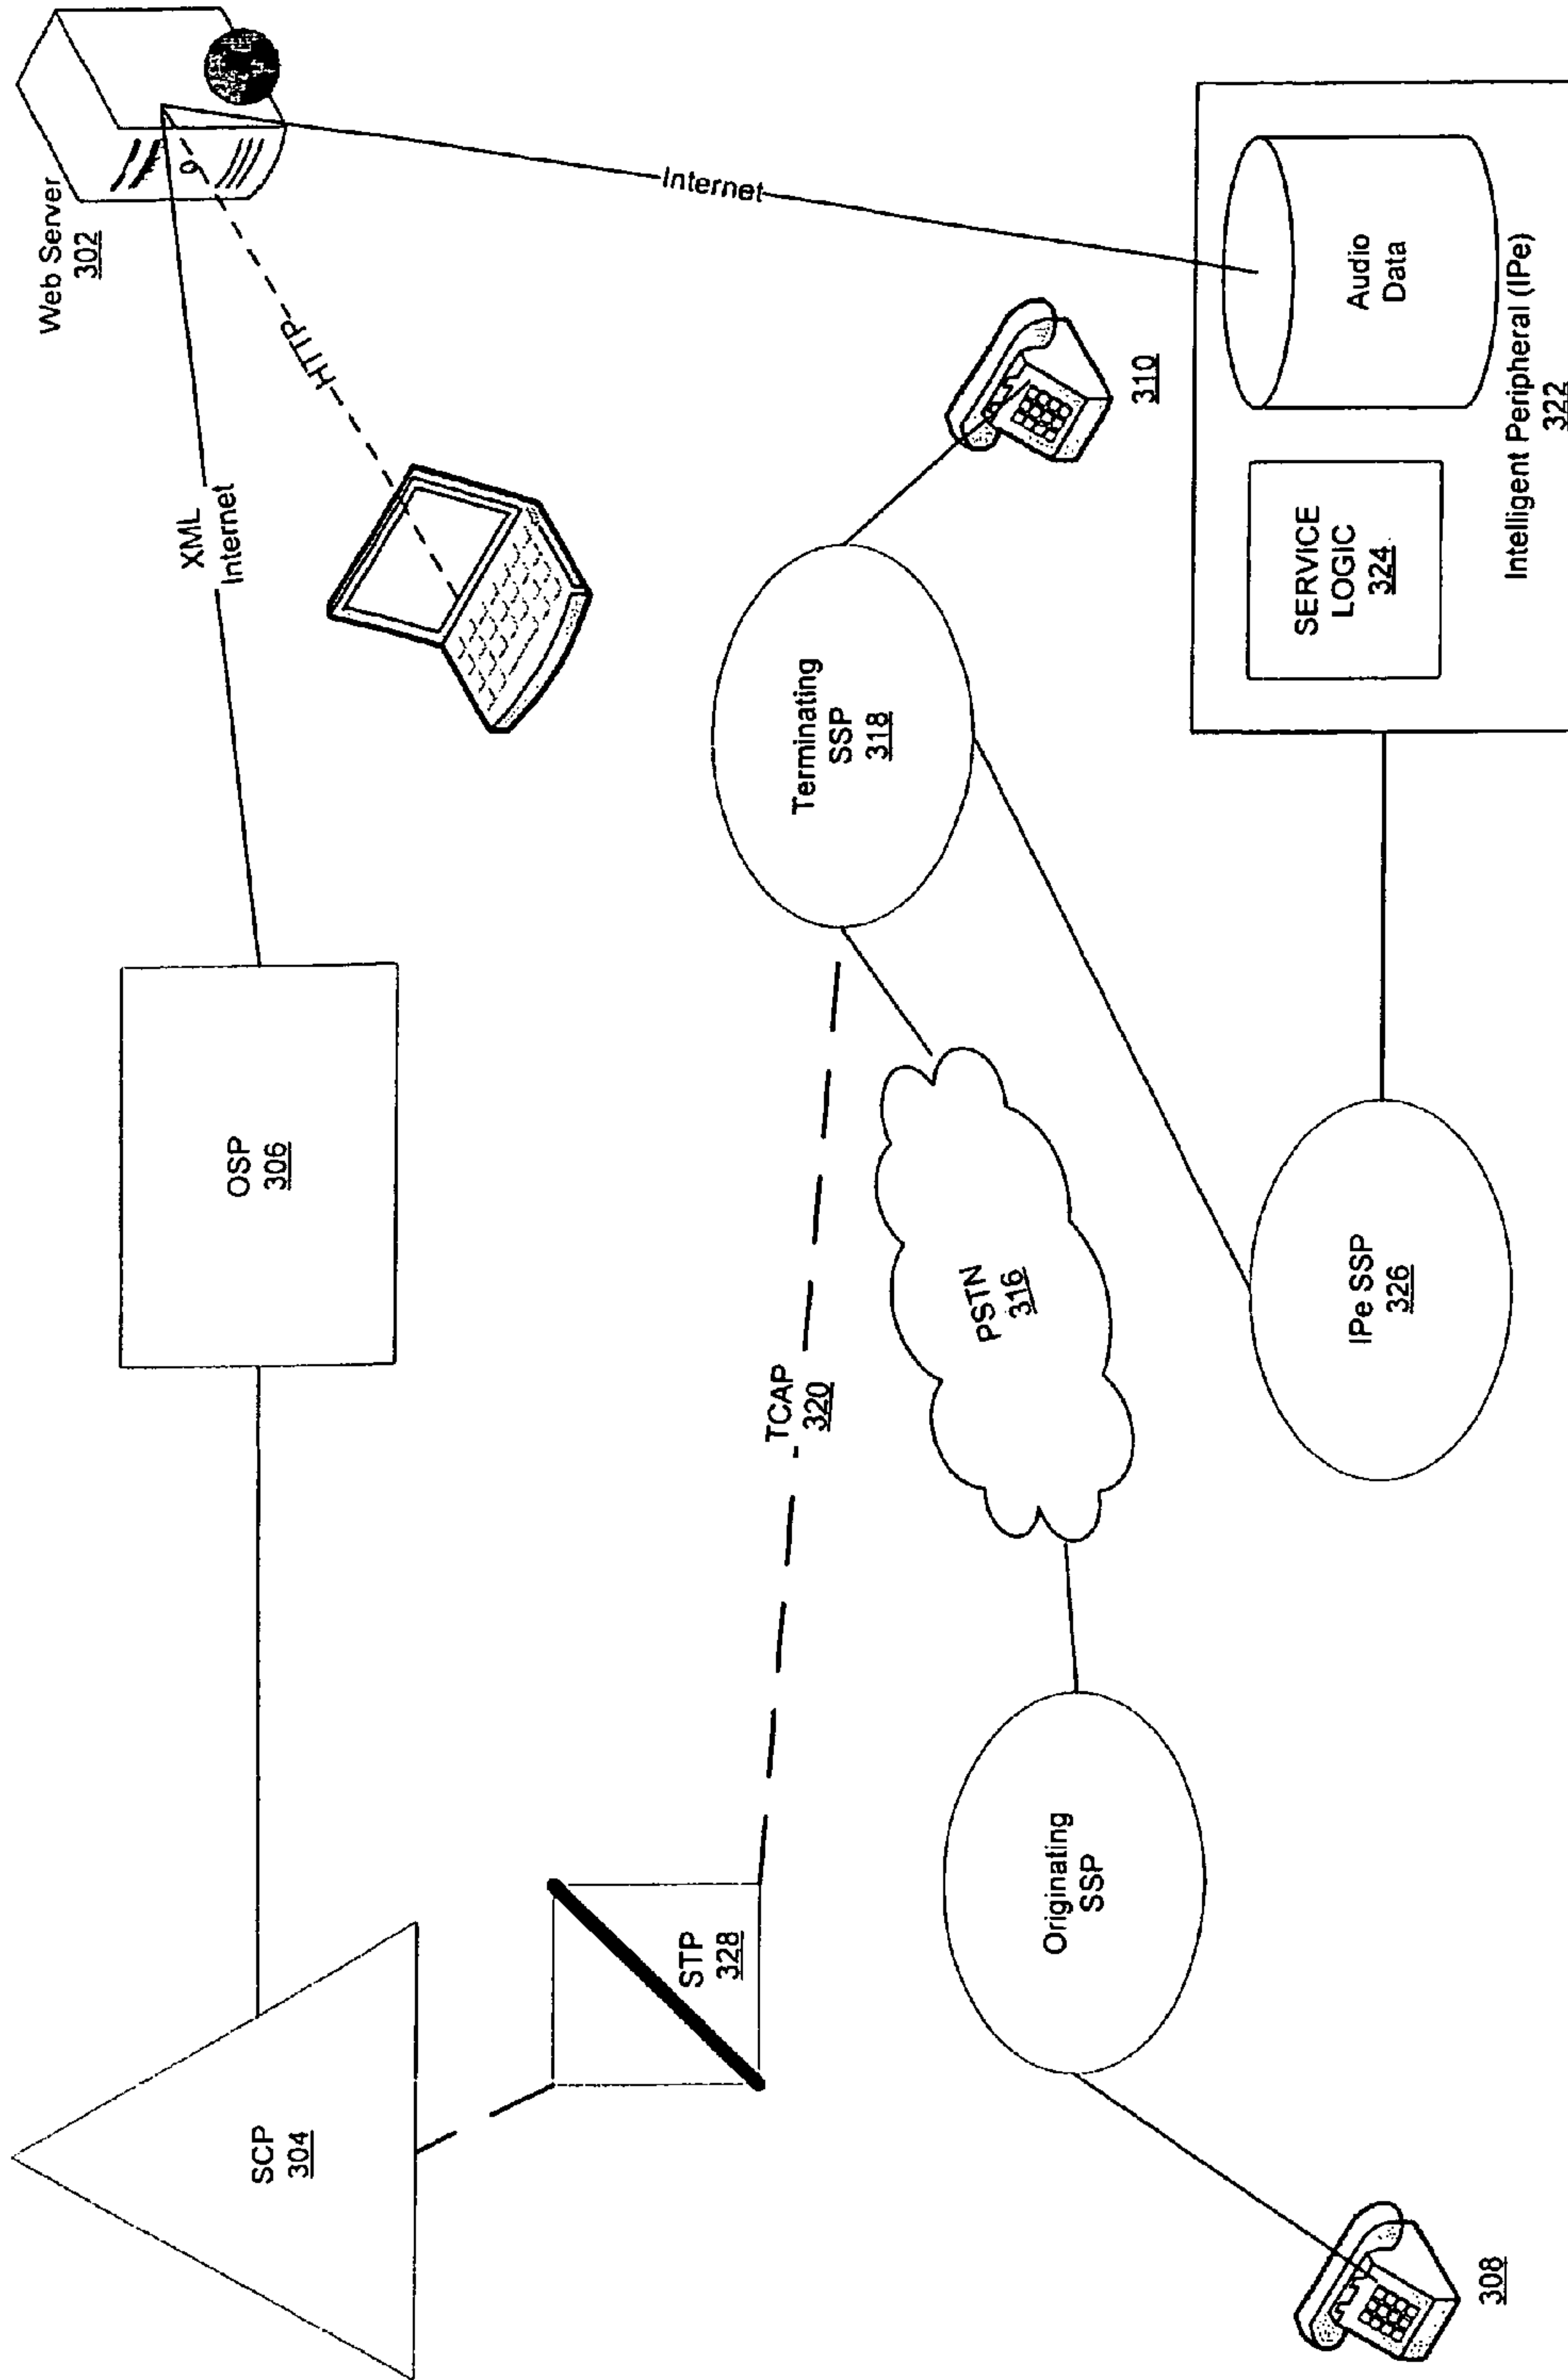 SCP
304
OSP
306
XML
Internet
Web Server
302
HTTP
STP
328
TCAP
320
Terminating
SSP
318
Internet
PSTN
316
310
Originating
SSP
IPe SSP
326
SERVICE
LOGIC
324
Audio
Data
Intelligent Peripheral (IPe)
322
308